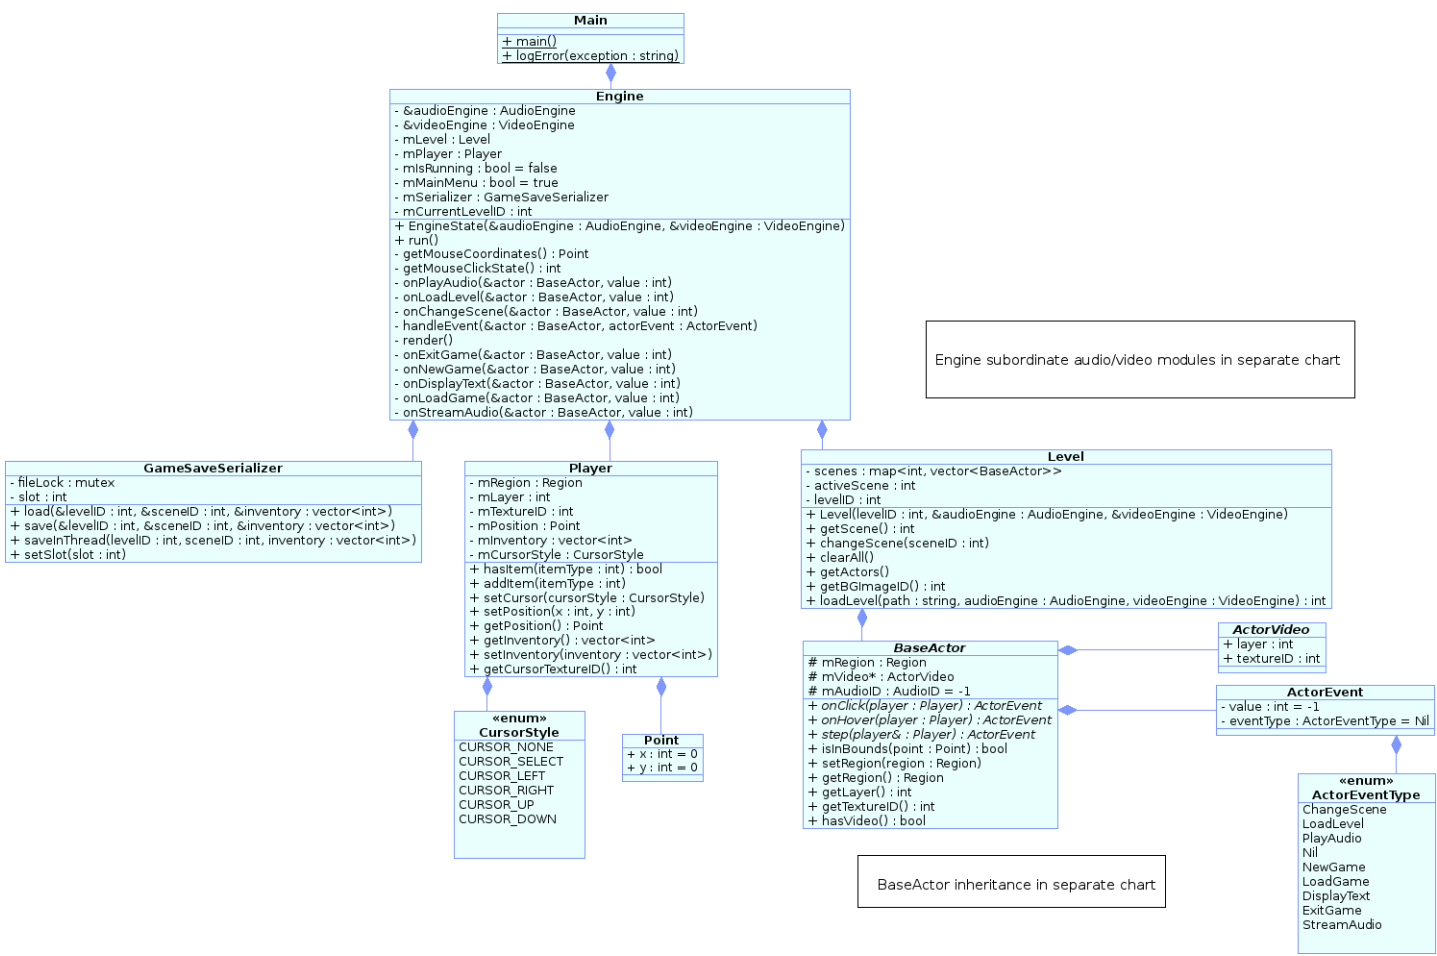 Main
+ main()
+ logError(exception : string)
Engine
- &audioEngine : AudioEngine
- &videoEngine : VideoEngine
- mLevel : Level
- mPlayer : Player
- mIsRunning : bool = false
- mMainMenu : bool = true
- mSerializer : GameSaveSerializer
- mCurrentLevelID : int
+ EngineState(&audioEngine : AudioEngine, &videoEngine : VideoEngine)
+ run()
- getMouseCoordinates() : Point
- getMouseClickState() : int
- onPlayAudio(&actor : BaseActor, value : int)
- onLoadLevel(&actor : BaseActor, value : int)
- onChangeScene(&actor : BaseActor, value : int)
- handleEvent(&actor : BaseActor, actorEvent : ActorEvent)
- render()
- onExitGame(&actor : BaseActor, value : int)
- onNewGame(&actor : BaseActor, value : int)
- onDisplayText(&actor : BaseActor, value : int)
- onLoadGame(&actor : BaseActor, value : int)
- onStreamAudio(&actor : BaseActor, value : int)
Engine subordinate audio/video modules in separate chart
GameSaveSerializer
- fileLock : mutex
- slot : int
+ load(&levelID : int, &sceneID : int, &inventory : vector<int>)
+ save(&levelID : int, &sceneID : int, &inventory : vector<int>)
+ saveInThread(levelID : int, sceneID : int, inventory : vector<int>)
+ setSlot(slot : int)
Player
- mRegion : Region
- mLayer : int
- mTextureID : int
- mPosition : Point
- mInventory : vector<int>
- mCursorStyle : CursorStyle
+ hasItem(itemType : int) : bool
+ addItem(itemType : int)
+ setCursor(cursorStyle : CursorStyle)
+ setPosition(x : int, y : int)
+ getPosition() : Point
+ getInventory() : vector<int>
+ setInventory(inventory : vector<int>)
+ getCursorTextureID() : int
Level
- scenes : map<int, vector<BaseActor>>
- activeScene : int
- levelID : int
+ Level(levelID : int, &audioEngine : AudioEngine, &videoEngine : VideoEngine)
+ getScene() : int
+ changeScene(sceneID : int)
+ clearAll()
+ getActors()
+ getBGImageID() : int
+ loadLevel(path : string, audioEngine : AudioEngine, videoEngine : VideoEngine) : int
«enum»
CursorStyle
CURSOR_NONE
CURSOR_SELECT
CURSOR_LEFT
CURSOR_RIGHT
CURSOR_UP
CURSOR_DOWN
Point
+ x : int = 0
+ y : int = 0
BaseActor
# mRegion : Region
# mVideo* : ActorVideo
# mAudioID : AudioID = -1
+ onClick(player : Player) : ActorEvent
+ onHover(player : Player) : ActorEvent
+ step(player& : Player) : ActorEvent
+ isInBounds(point : Point) : bool
+ setRegion(region : Region)
+ getRegion() : Region
+ getLayer() : int
+ getTextureID() : int
+ hasVideo() : bool
ActorVideo
+ layer : int
+ textureID : int
ActorEvent
- value : int = -1
- eventType : ActorEventType = Nil
«enum»
ActorEventType
ChangeScene
LoadLevel
PlayAudio
Nil
NewGame
LoadGame
DisplayText
ExitGame
StreamAudio
BaseActor inheritance in separate chart